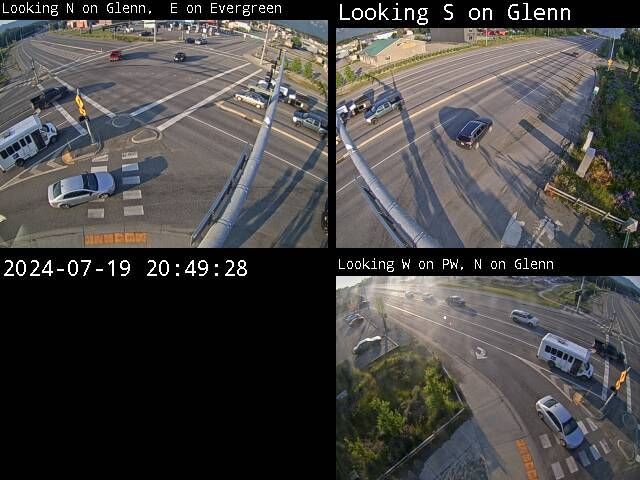 Looking N on Glenn,  E on Evergreen
Looking S on Glenn
2024-07-19 20:49:28
Looking W on PW, N on Glenn